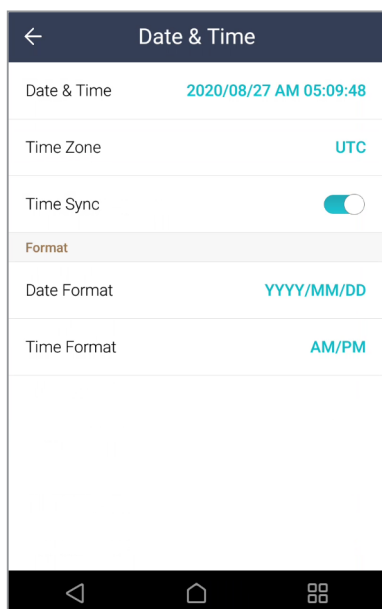 Date & Time
Date & Time 2020/08/27 AM 05:09:48
Time Zone UTC
Time Sync
Format
Date Format YYYY/MM/DD
Time Format AM/PM